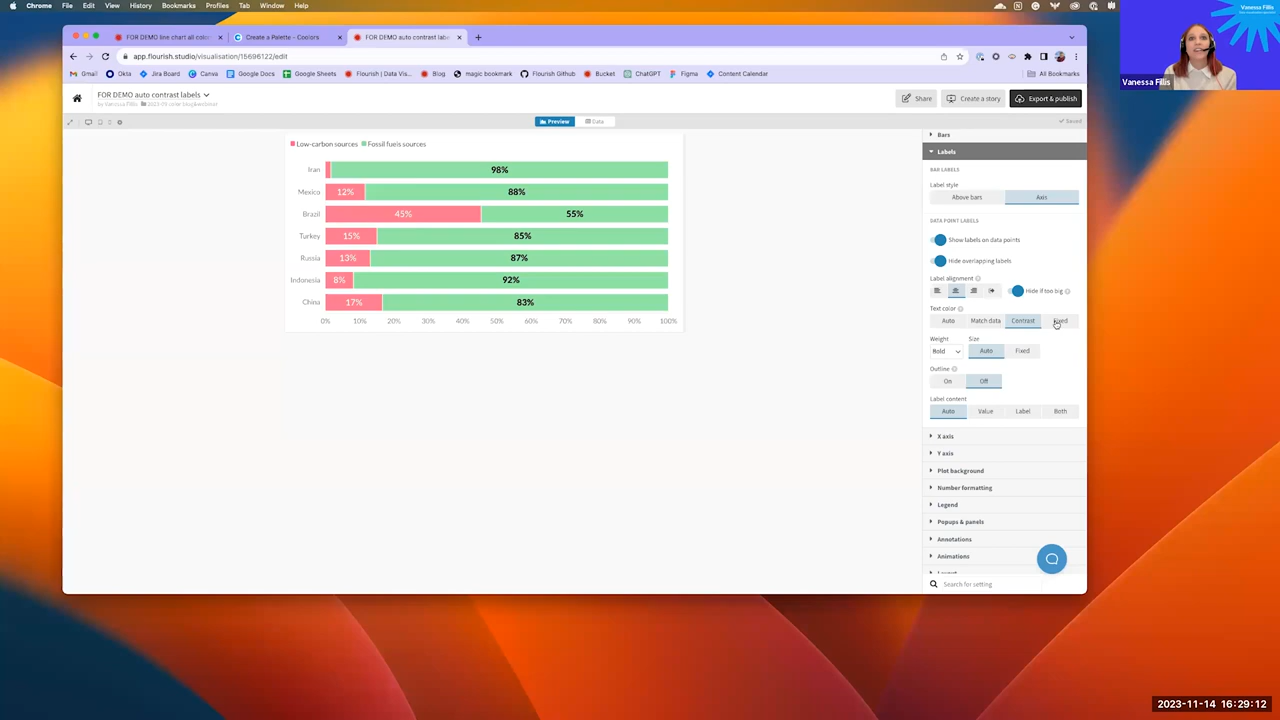 Chrome File Edit View History Bookmarks Profiles Tab Window Help
Vanessa Fillis
Vanessa Fillis
FOR DEMO line chart all color
Create a Palette - Coolors
FOR DEMO auto contrast labe
app.flourish.studio/visualisation/15696122/edit
Gmail Okta Jira Board Canva Google Docs Google Sheets Flourish | Data Vis... Blog magic bookmark Flourish Github Bucket ChatGPT Figma Content Calendar All Bookmarks
FOR DEMO auto contrast labels
by Vanessa Fillis
Share Create a story Export & publish
Preview Data Saved
Low-carbon sources Fossil fuels sources
Iran 98%
Mexico 12% 88%
Brazil 45% 55%
Turkey 15% 85%
Russia 13% 87%
Indonesia 8% 92%
China 17% 83%
0% 10% 20% 30% 40% 50% 60% 70% 80% 90% 100%
Bars
Labels
BAR LABELS
Label style
Above bars Axis
DATA POINT LABELS
Show labels on data points
Hide overlapping labels
Label alignment
Hide if too big
Text color
Auto Match data Contrast Fixed
Weight Size
Bold Auto Fixed
Outline
On Off
Label content
Auto Value Label Both
X axis
Y axis
Plot background
Number formatting
Legend
Popups & panels
Annotations
Animations
Layout
Search for setting
2023-11-14 16:29:12